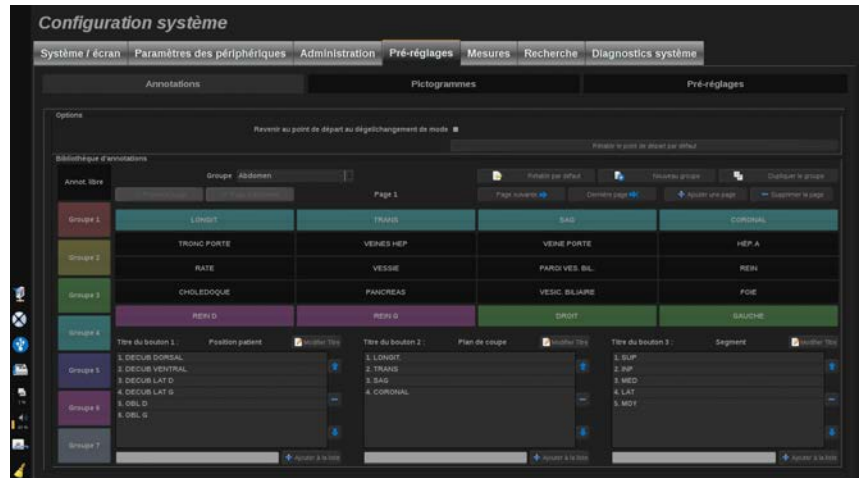 Configuration système
Système / écran Paramètres des périphériques Administration Pré-réglages Mesures Recherche Diagnostics système
Annotations Pictogrammes Pré-réglages
Options
Revenir au point de départ au dégel/changement de mode
Rétablir le point de départ par défaut
Bibliothèque d'annotations
Annot. libre Groupe Abdomen Rétablir par défaut Nouveau groupe Dupliquer le groupe
Page 1 Page suivante Dernière page Ajouter une page Supprimer la page
Groupe 1 LONGIT TRANS SAG CORONAL
TRONC PORTE VEINES HEP VEINE PORTE HÉP. A
Groupe 2
RATE VESSIE PAROI VES. BIL. REIN
Groupe 3 CHOLEDOQUE PANCREAS VESIC. BILIAIRE FOIE
REIN D REIN G DROIT GAUCHE
Groupe 4
Titre du bouton 1 : Position patient Modifier Titre Titre du bouton 2 : Plan de coupe Modifier Titre Titre du bouton 3 : Segment Modifier Titre
1. DECUB DORSAL 1. LONGIT. 1. SUP
Groupe 5 2. DECUB VENTRAL 2. TRANS 2. INF
3. DECUB LAT D 3. SAG 3. MED
4. DECUB LAT G 4. CORONAL 4. LAT
Groupe 6 5. OBL D 5. MOY
6. OBL G
Groupe 7
Ajouter à la liste Ajouter à la liste Ajouter à la liste